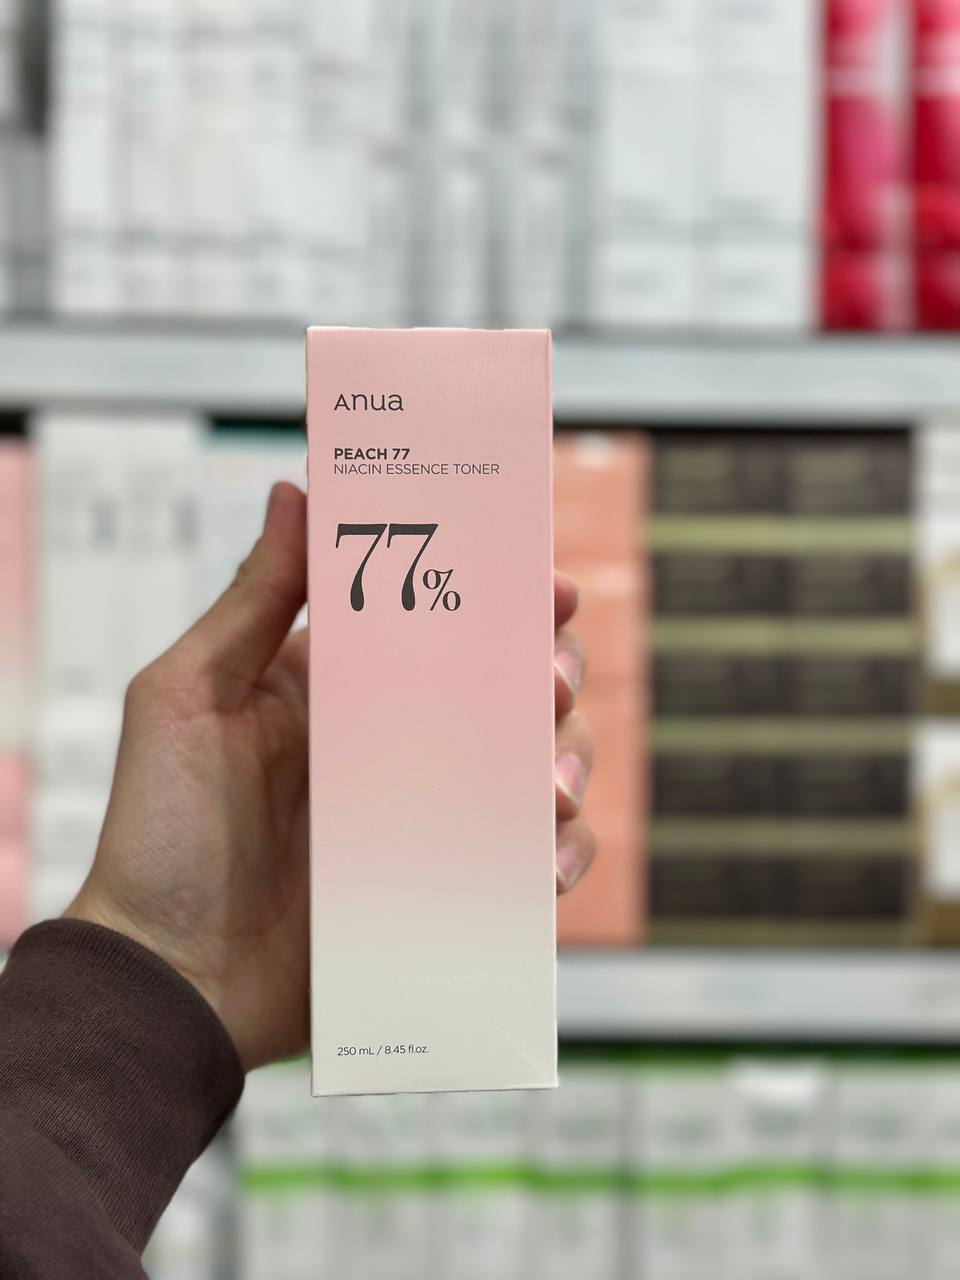 Anua
PEACH 77
NIACIN ESSENCE TONER
77%
250 mL / 8.45 fl.oz.